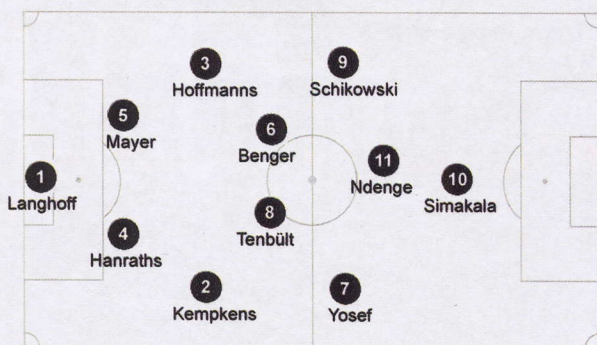 3
Hoffmanns
9
Schikowski
5
Mayer
6
Benger
11
Ndenge
1
Langhoff
10
Simakala
8
Tenbült
4
Hanraths
2
Kempkens
7
Yosef